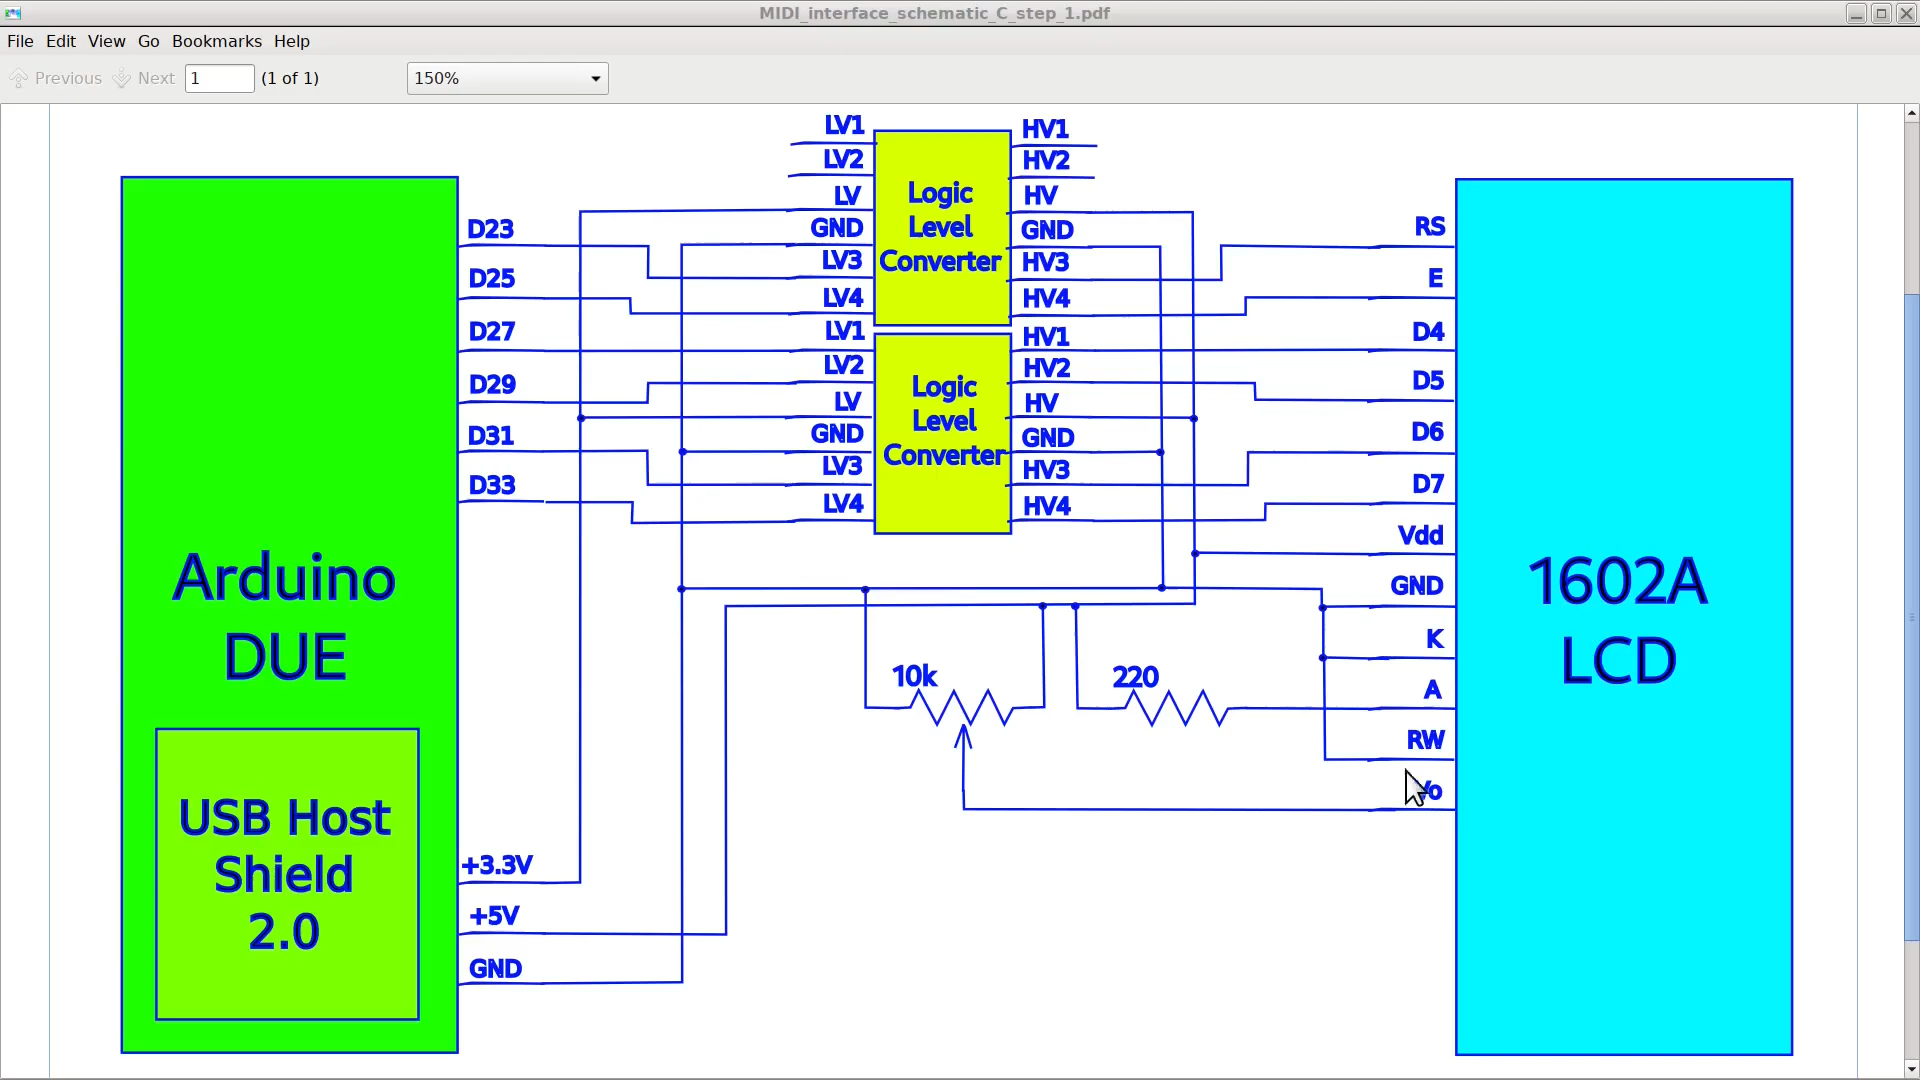 MIDI_interface_schematic_C_step_1.pdf
File Edit View Go Bookmarks Help
Previous Next 1 (1 of 1) 150%
LV1
LV2
LV
GND
LV3
LV4
Logic
Level
Converter
HV1
HV2
HV
GND
HV3
HV4
LV1
LV2
LV
GND
LV3
LV4
Logic
Level
Converter
HV1
HV2
HV
GND
HV3
HV4
D23
D25
D27
D29
D31
D33
Arduino
DUE
USB Host
Shield
2.0
+3.3V
+5V
GND
10k
220
RS
E
D4
D5
D6
D7
Vdd
GND
K
A
RW
1602A
LCD